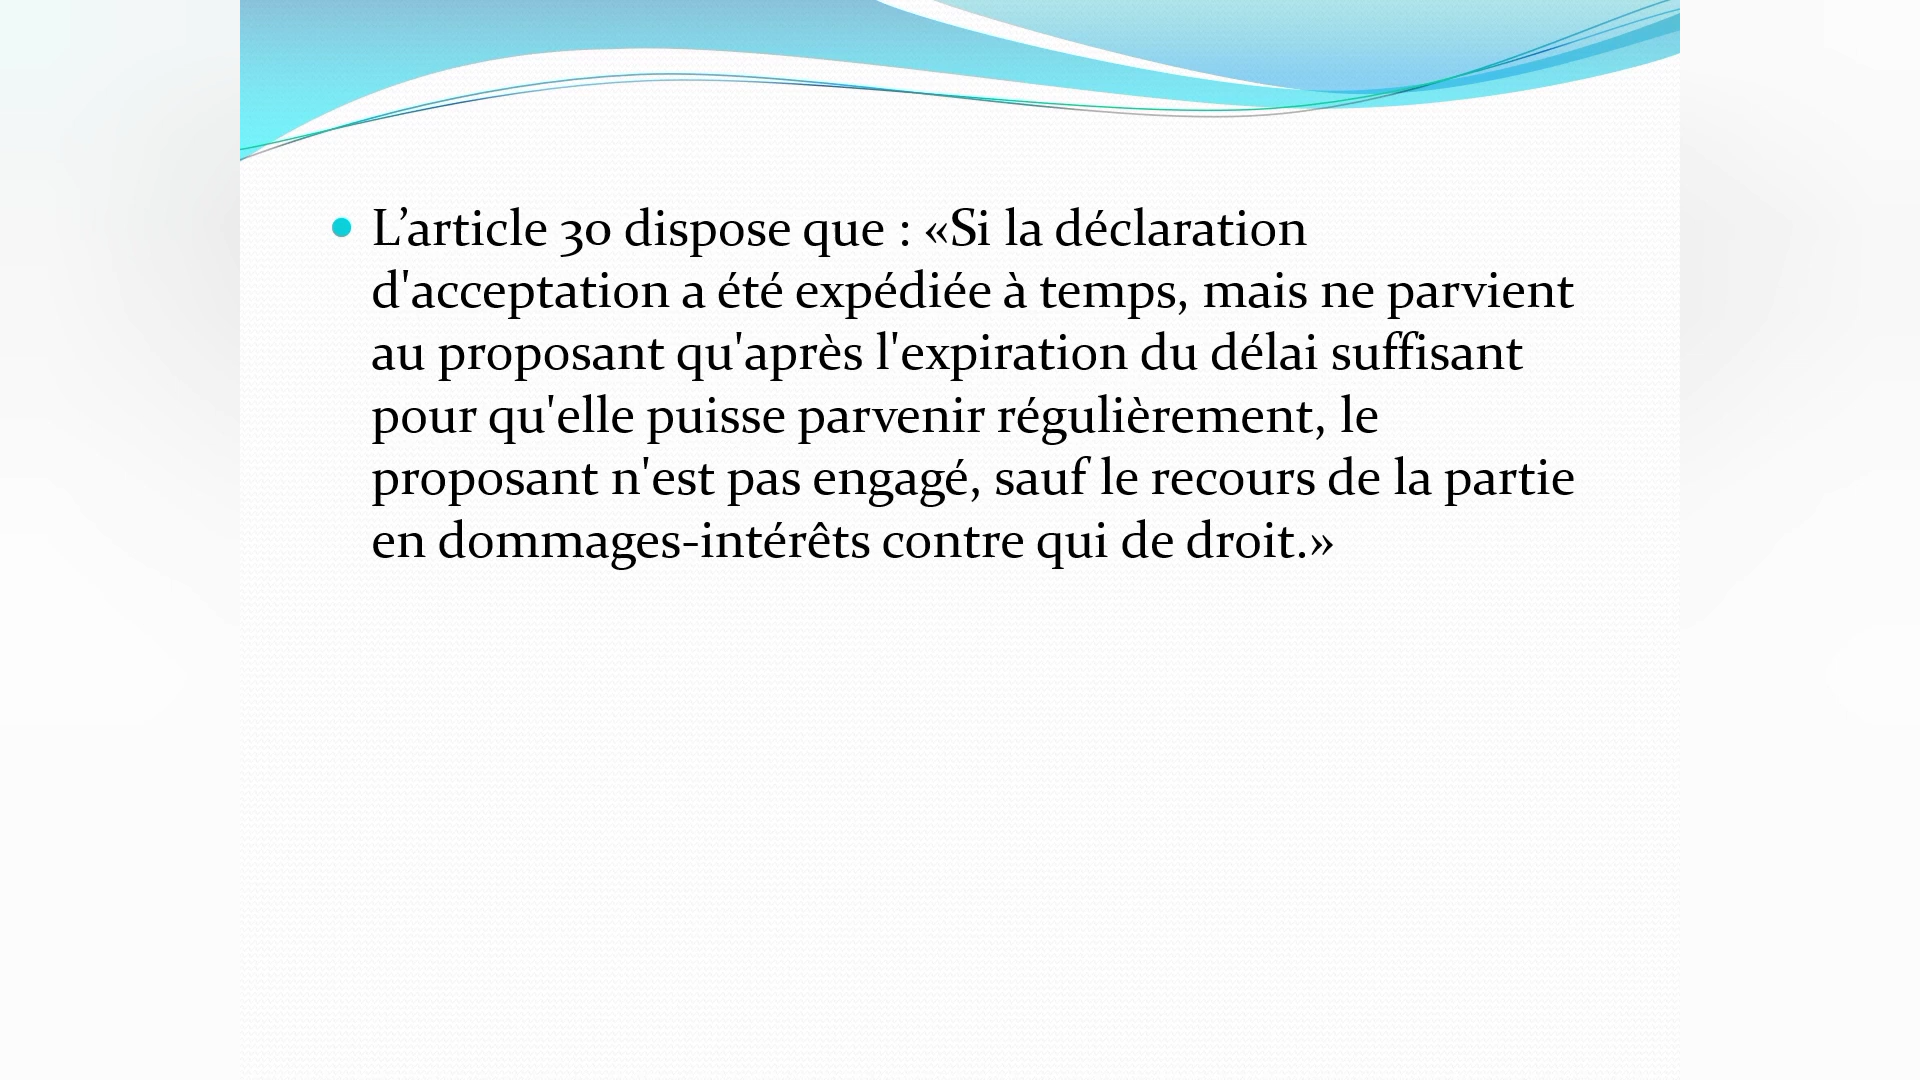 L’article 30 dispose que : «Si la déclaration
d'acceptation a été expédiée à temps, mais ne parvient
au proposant qu'après l'expiration du délai suffisant
pour qu'elle puisse parvenir régulièrement, le
proposant n'est pas engagé, sauf le recours de la partie
en dommages-intérêts contre qui de droit.»